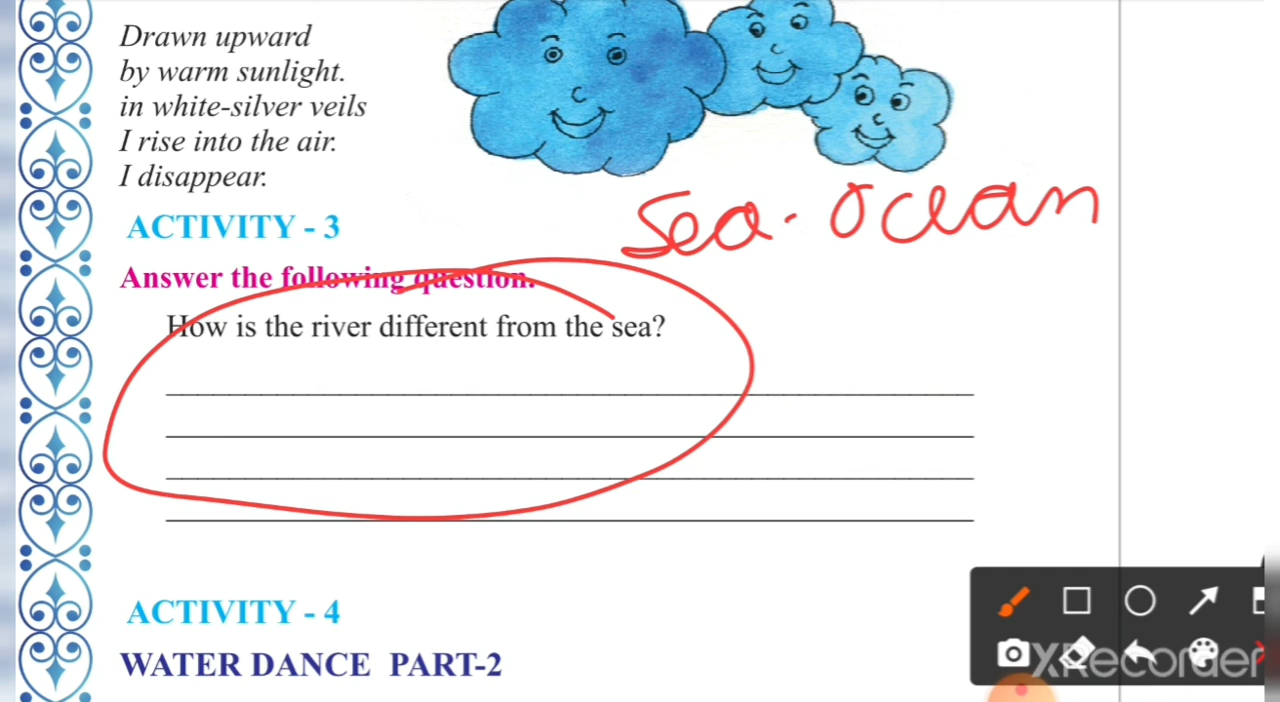 Drawn upward
by warm sunlight.
in white-silver veils
I rise into the air.
I disappear.
Sea. Ocean
ACTIVITY - 3
Answer the following question.
How is the river different from the sea?
ACTIVITY - 4
WATER DANCE PART-2
XRecorder